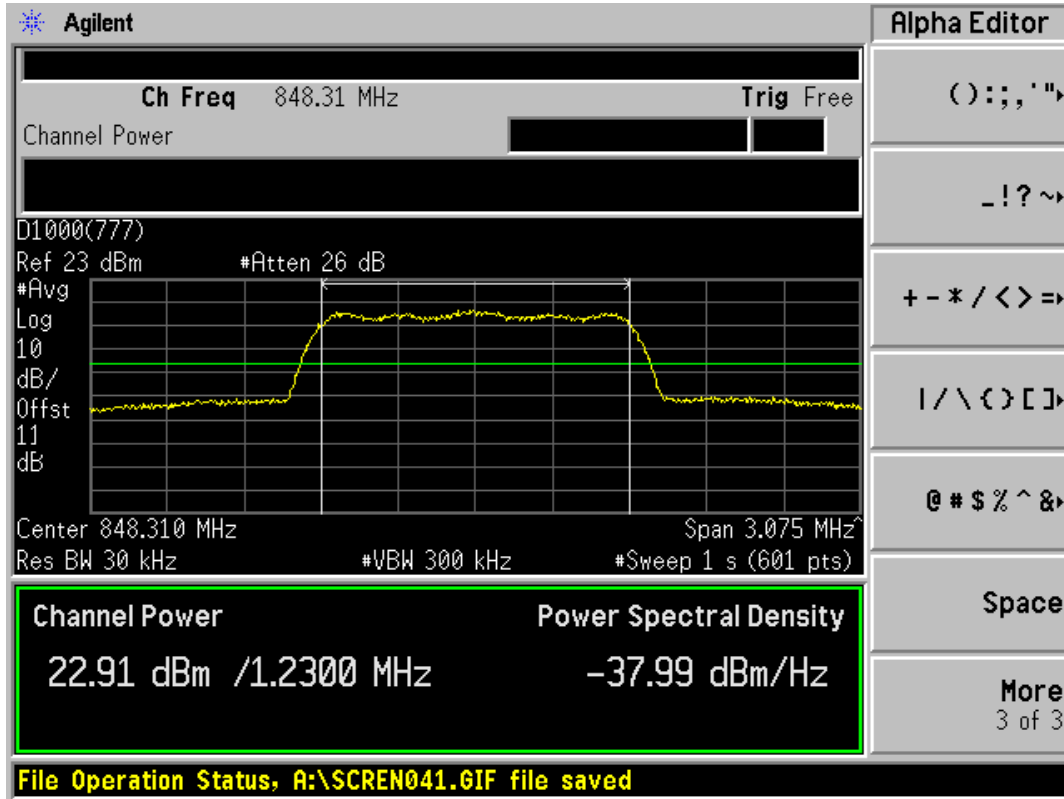 Agilent
Alpha Editor
Ch Freq 848.31 MHz Trig Free
Channel Power
D1000(777)
Ref 23 dBm #Atten 26 dB
#Avg
Log
10
dB/
Offst
11
dB
Center 848.310 MHz Span 3.075 MHz^
Res BW 30 kHz #VBW 300 kHz #Sweep 1 s (601 pts)
Channel Power Power Spectral Density
22.91 dBm /1.2300 MHz -37.99 dBm/Hz
File Operation Status, A:\SCREN041.GIF file saved
():;,'"
_!?~
+-*/<>=
|/\{}[]
@#$%^&
Space
More
3 of 3